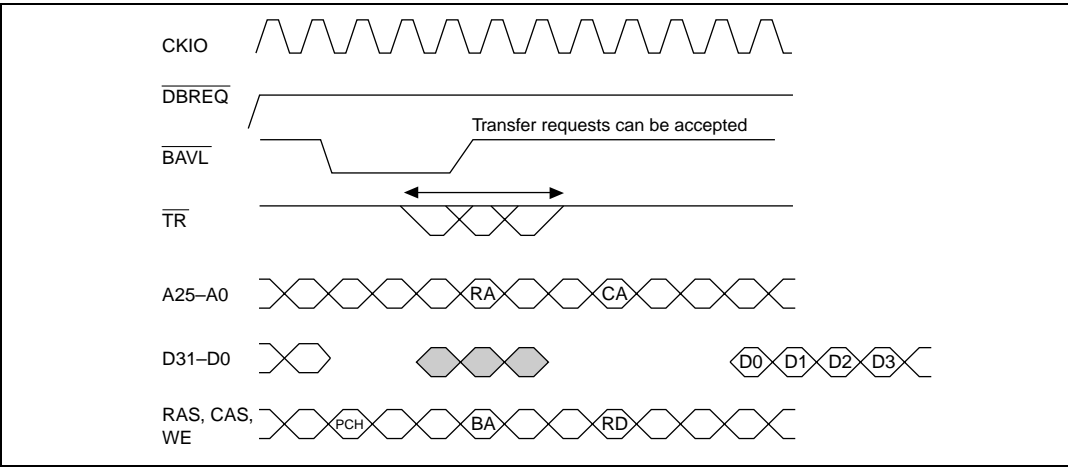 CKIO
DBREQ
Transfer requests can be accepted
BAVL
TR
A25–A0 RA CA
D31–D0 D0 D1 D2 D3
RAS, CAS,
WE PCH BA RD